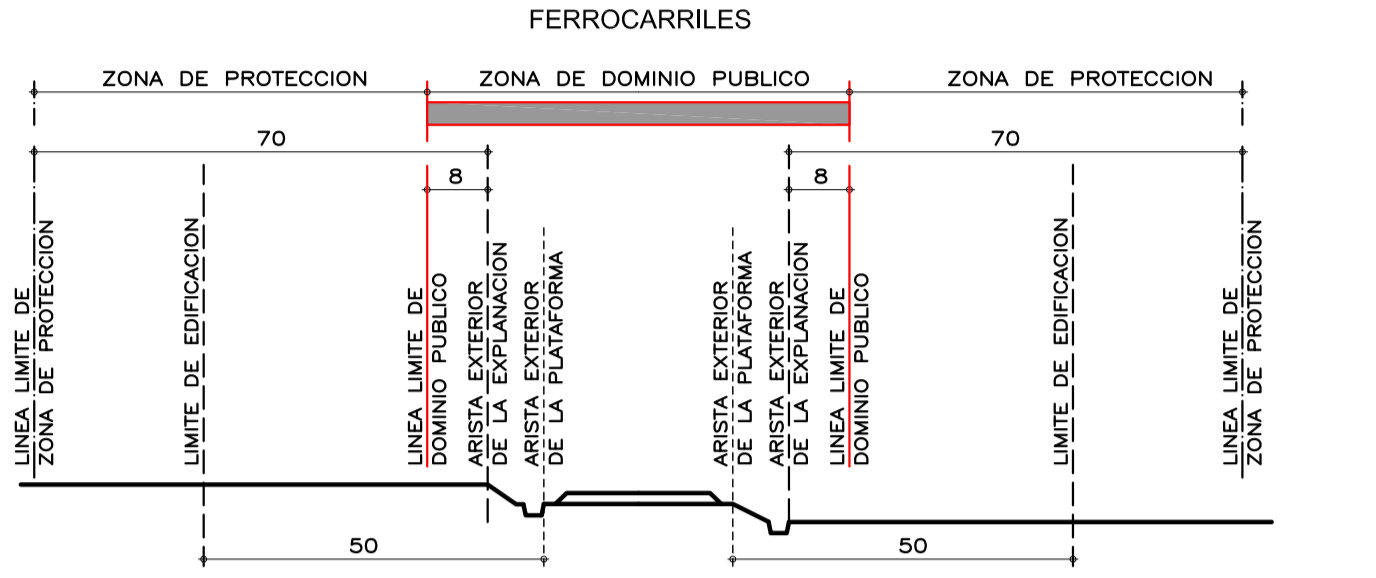 FERROCARRILES
ZONA DE PROTECCION
ZONA DE DOMINIO PUBLICO
ZONA DE PROTECCION
70
70
8
8
LINEA LIMITE DE
ZONA DE PROTECCION
LIMITE DE EDIFICACION
LINEA LIMITE DE
DOMINIO PUBLICO
ARISTA EXTERIOR
DE LA EXPLANACION
ARISTA EXTERIOR
DE LA PLATAFORMA
ARISTA EXTERIOR
DE LA PLATAFORMA
ARISTA EXTERIOR
DE LA EXPLANACION
LINEA LIMITE DE
DOMINIO PUBLICO
LIMITE DE EDIFICACION
LINEA LIMITE DE
ZONA DE PROTECCION
50
50